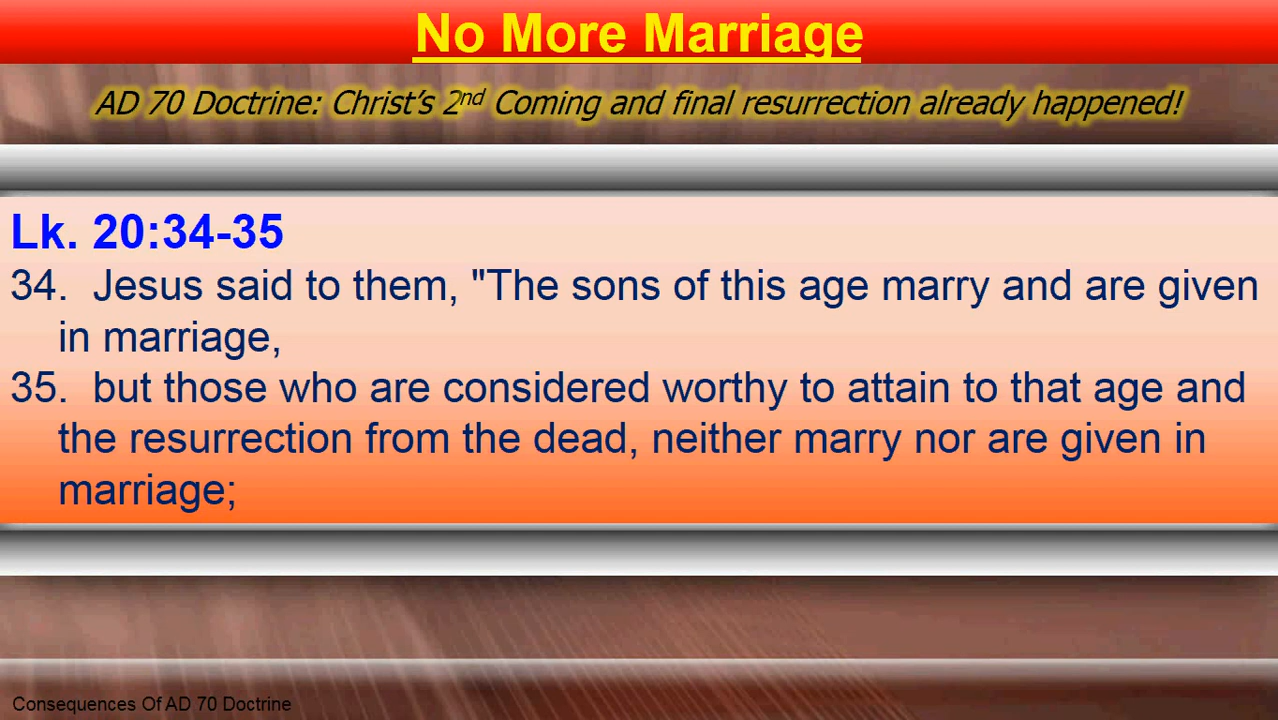 No More Marriage
AD 70 Doctrine: Christ's 2nd Coming and final resurrection already happened!
Lk. 20:34-35
34. Jesus said to them, "The sons of this age marry and are given
in marriage,
35. but those who are considered worthy to attain to that age and
the resurrection from the dead, neither marry nor are given in
marriage;
Consequences Of AD 70 Doctrine